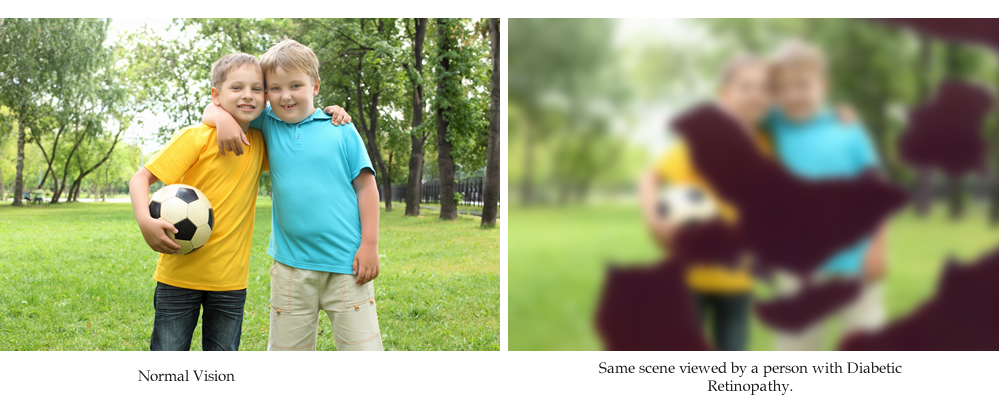 Normal Vision
Same scene viewed by a person with Diabetic
Retinopathy.